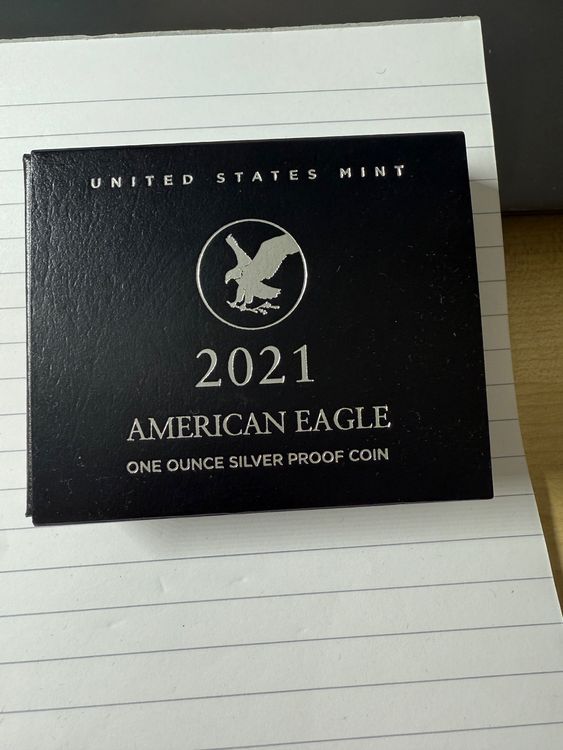 UNITED STATES MINT
2021
AMERICAN EAGLE
ONE OUNCE SILVER PROOF COIN